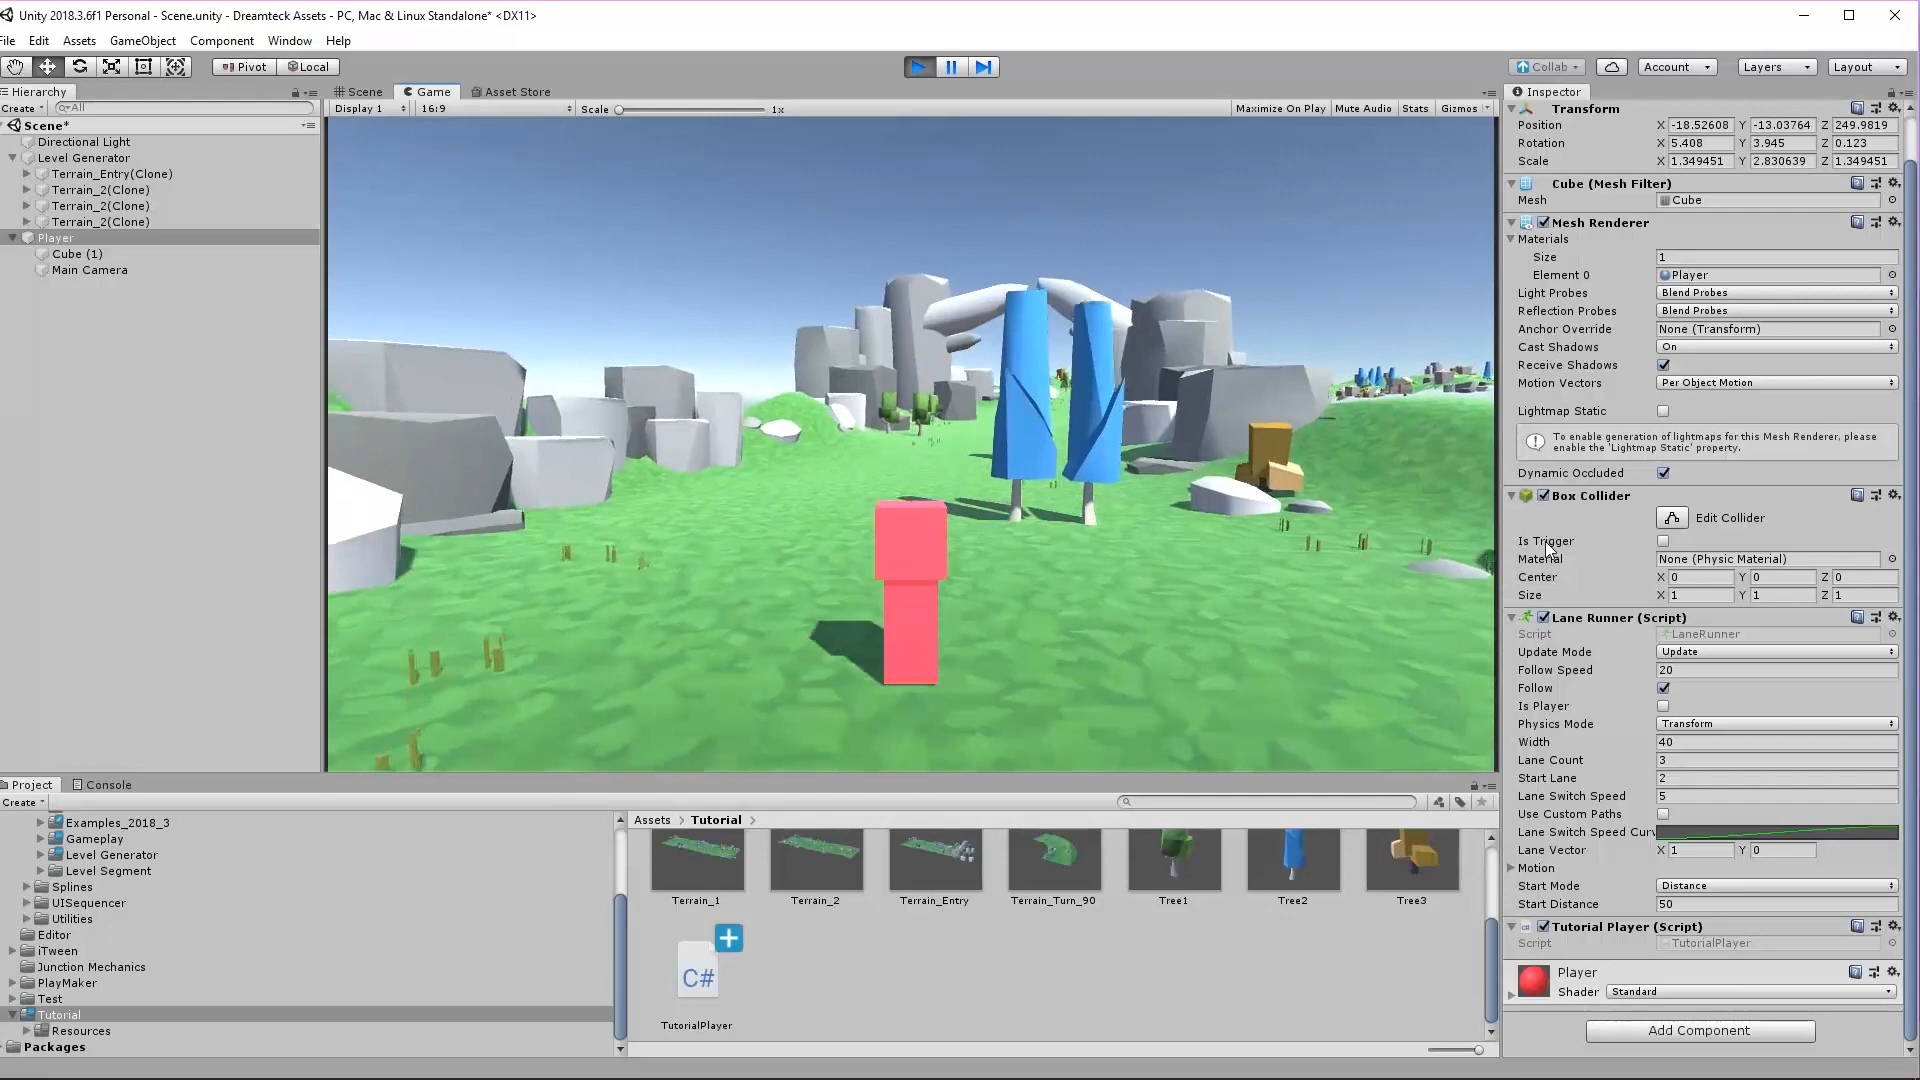 Unity 2018.3.6f1 Personal - Scene.unity - Dreamteck Assets - PC, Mac & Linux Standalone* <DX11>
File Edit Assets GameObject Component Window Help
Pivot Local Collab Account Layers Layout
Hierarchy
Create All
Scene*
Directional Light
Level Generator
Terrain_Entry(Clone)
Terrain_2(Clone)
Terrain_2(Clone)
Terrain_2(Clone)
Player
Cube (1)
Main Camera
Scene Game Asset Store
Display 1 16:9 Scale 1x Maximize On Play Mute Audio Stats Gizmos
Inspector
Transform
Position X -18.52608 Y -13.03764 Z 249.9819
Rotation X 5.408 Y 3.945 Z 0.123
Scale X 1.349451 Y 2.830639 Z 1.349451
Cube (Mesh Filter)
Mesh Cube
Mesh Renderer
Materials
Size 1
Element 0 Player
Light Probes Blend Probes
Reflection Probes Blend Probes
Anchor Override None (Transform)
Cast Shadows On
Receive Shadows
Motion Vectors Per Object Motion
Lightmap Static
To enable generation of lightmaps for this Mesh Renderer, please
enable the 'Lightmap Static' property.
Dynamic Occluded
Box Collider
Edit Collider
Is Trigger
Material None (Physic Material)
Center X 0 Y 0 Z 0
Size X 1 Y 1 Z 1
Lane Runner (Script)
Script LaneRunner
Update Mode Update
Follow Speed 20
Follow
Is Player
Physics Mode Transform
Width 40
Lane Count 3
Start Lane 2
Lane Switch Speed 5
Use Custom Paths
Lane Switch Speed Curv
Lane Vector X 1 Y 0
Motion
Start Mode Distance
Start Distance 50
Tutorial Player (Script)
Script TutorialPlayer
Player
Shader Standard
Add Component
Project Console
Create
Examples_2018_3
Gameplay
Level Generator
Level Segment
Splines
UISequencer
Utilities
Editor
iTween
Junction Mechanics
PlayMaker
Test
Tutorial
Resources
Packages
Assets > Tutorial >
Terrain_1 Terrain_2 Terrain_Entry Terrain_Turn_90 Tree1 Tree2 Tree3
C#
TutorialPlayer